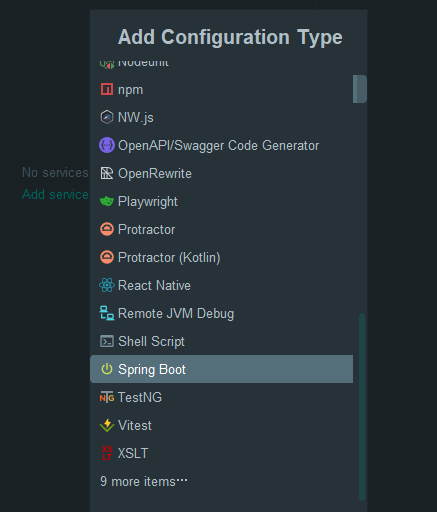 Add Configuration Type
Nodeunit
npm
NW.js
No services
OpenAPI/Swagger Code Generator
OpenRewrite
Add service
Playwright
Protractor
Protractor (Kotlin)
React Native
Remote JVM Debug
Shell Script
Spring Boot
TestNG
Vitest
XSLT
9 more items…